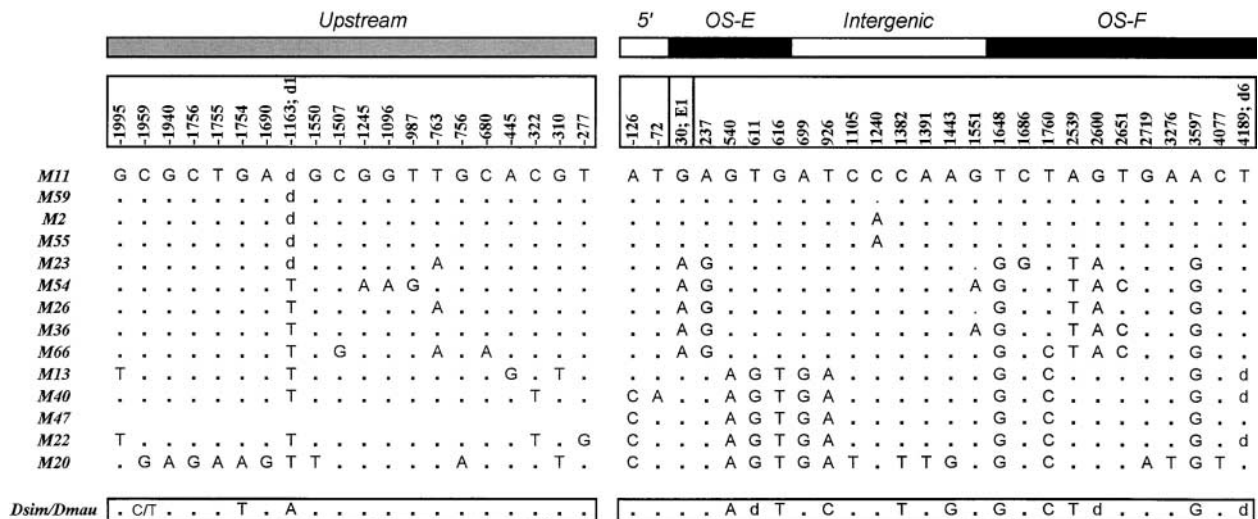 Upstream 5' OS-E Intergenic OS-F
-1995 -1959 -1940 -1756 -1755 -1754 -1690 -1163; d1 -1550 -1507 -1245 -1096 -987 -763 -756 -680 -445 -322 -310 -277 -126 -72 30; E1 237 540 611 616 699 926 1105 1240 1382 1391 1443 1551 1648 1686 1760 2539 2600 2651 2719 3276 3597 4077 4189; d6
M11 G C G C T G A d G C G G T T G C A C G T A T G A G T G A T C C C A A G T C T A G T G A A C T
M59 . . . . . . . d . . . . . . . . . . . . . . . . . . . . . . . . . . . . . . . . . . . . . .
M2 . . . . . . . d . . . . . . . . . . . . . . . . . . . . . . A . . . . . . . . . . . . . . .
M55 . . . . . . . d . . . . . . . . . . . . . . . . . . . . . . A . . . . . . . . . . . . . . .
M23 . . . . . . . d . . . . . A . . . . . . . . A G . . . . . . . . . . . G G . T A . . . G . .
M54 . . . . . . . T . . A A G . . . . . . . . . A G . . . . . . . . . . A G . . T A C . . G . .
M26 . . . . . . . T . . . . . A . . . . . . . . A G . . . . . . . . . . . G . . T A . . . G . .
M36 . . . . . . . T . . . . . . . . . . . . . . A G . . . . . . . . . . A G . . T A C . . G . .
M66 . . . . . . . T . G . . . A . A . . . . . . A G . . . . . . . . . . . G . C T A C . . G . .
M13 T . . . . . . T . . . . . . . . G . T . . . . . A G T G A . . . . . . G . C . . . . . G . d
M40 . . . . . . . T . . . . . . . . . T . . C A . . A G T G A . . . . . . G . C . . . . . G . d
M47 C . . . A G T G A . . . . . . G . C . . . . . G . .
M22 T . . . . . . T . . . . . . . . . T . G C . . . A G T G A . . . . . . G . C . . . . . G . d
M20 . G A G A A G T T . . . . . A . . . T . C . . . A G T G A T . T T G . G . C . . . A T G T .
Dsim/Dmau . C/T . . . T . A . . . . . . . . . . . . . . . . A d T . C . . T . G . G . C T d . . . G . d